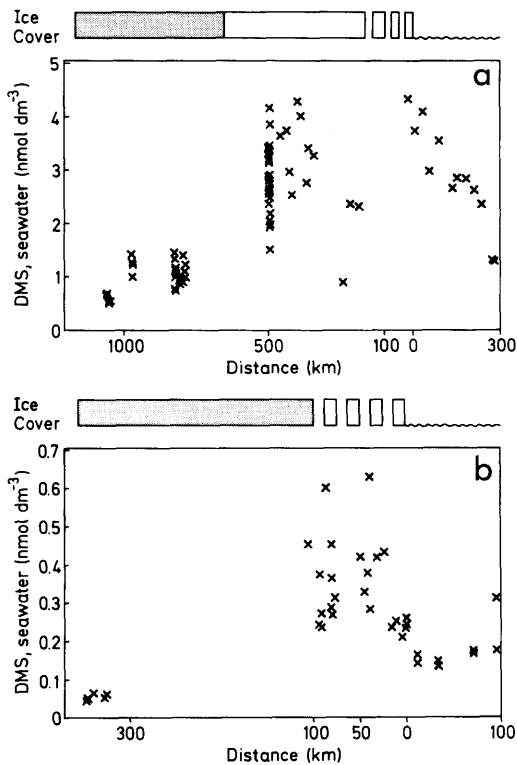 Ice
Cover
a
5
4
3
2
1
0
DMS, seawater (nmol dm⁻³)
1000 500 100 0 300
Distance (km)
Ice
Cover
b
0.7
0.6
0.5
0.4
0.3
0.2
0.1
0
DMS, seawater (nmol dm⁻³)
300 100 50 0 100
Distance (km)